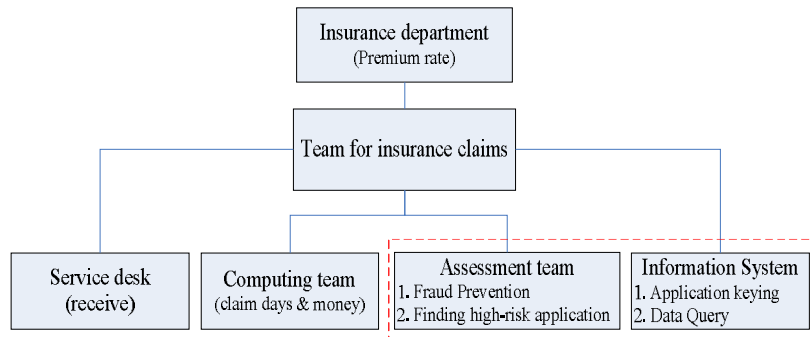 Insurance department
(Premium rate)
Team for insurance claims
Service desk
(receive)
Computing team
(claim days & money)
Assessment team
1. Fraud Prevention
2. Finding high-risk application
Information System
1. Application keying
2. Data Query